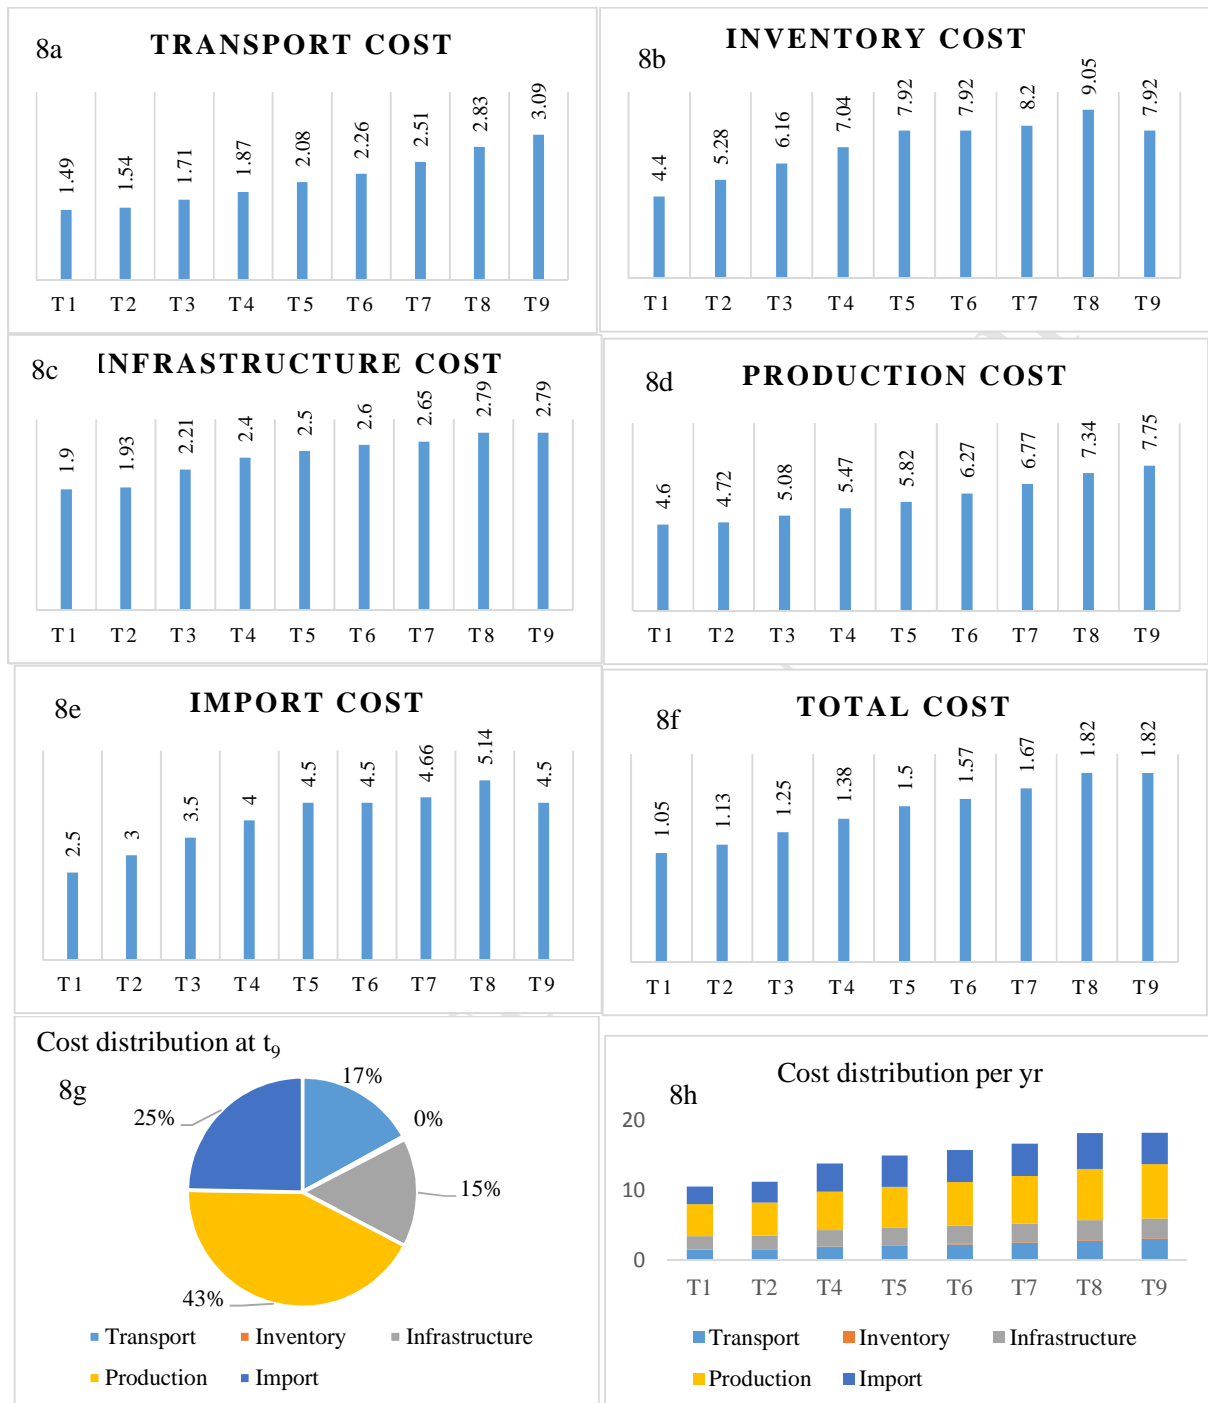 8a TRANSPORT COST
1.49 1.54 1.71 1.87 2.08 2.26 2.51 2.83 3.09
T1 T2 T3 T4 T5 T6 T7 T8 T9
8b INVENTORY COST
4.4 5.28 6.16 7.04 7.92 7.92 8.2 9.05 7.92
T1 T2 T3 T4 T5 T6 T7 T8 T9
8c INFRASTRUCTURE COST
1.9 1.93 2.21 2.4 2.5 2.6 2.65 2.79 2.79
T1 T2 T3 T4 T5 T6 T7 T8 T9
8d PRODUCTION COST
4.6 4.72 5.08 5.47 5.82 6.27 6.77 7.34 7.75
T1 T2 T3 T4 T5 T6 T7 T8 T9
8e IMPORT COST
2.5 3 3.5 4 4.5 4.5 4.66 5.14 4.5
T1 T2 T3 T4 T5 T6 T7 T8 T9
8f TOTAL COST
1.05 1.13 1.25 1.38 1.5 1.57 1.67 1.82 1.82
T1 T2 T3 T4 T5 T6 T7 T8 T9
Cost distribution at t9
8g
17%
0%
15%
43%
25%
Transport Inventory Infrastructure
Production Import
Cost distribution per yr
8h
20
10
0
T1 T2 T4 T5 T6 T7 T8 T9
Transport Inventory Infrastructure
Production Import